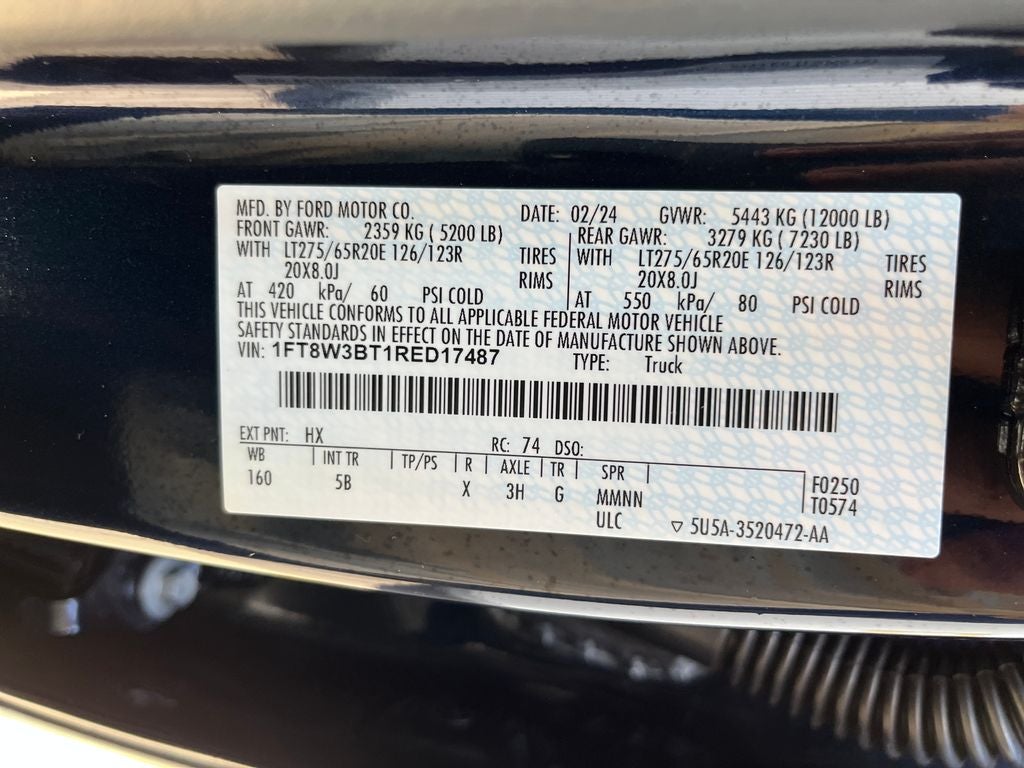 MFD. BY FORD MOTOR CO. DATE: 02/24 GVWR: 5443 KG (12000 LB)
FRONT GAWR: 2359 KG ( 5200 LB) REAR GAWR: 3279 KG ( 7230 LB)
WITH LT275/65R20E 126/123R TIRES WITH LT275/65R20E 126/123R TIRES
20X8.0J RIMS 20X8.0J RIMS
AT 420 kPa/ 60 PSI COLD AT 550 kPa/ 80 PSI COLD
THIS VEHICLE CONFORMS TO ALL APPLICABLE FEDERAL MOTOR VEHICLE
SAFETY STANDARDS IN EFFECT ON THE DATE OF MANUFACTURE SHOWN ABOVE.
VIN: 1FT8W3BT1RED17487 TYPE: Truck
EXT PNT: HX RC: 74 DSO:
WB INT TR TP/PS R AXLE TR SPR F0250
160 5B X 3H G MMNN T0574
ULC ▽ 5U5A-3520472-AA